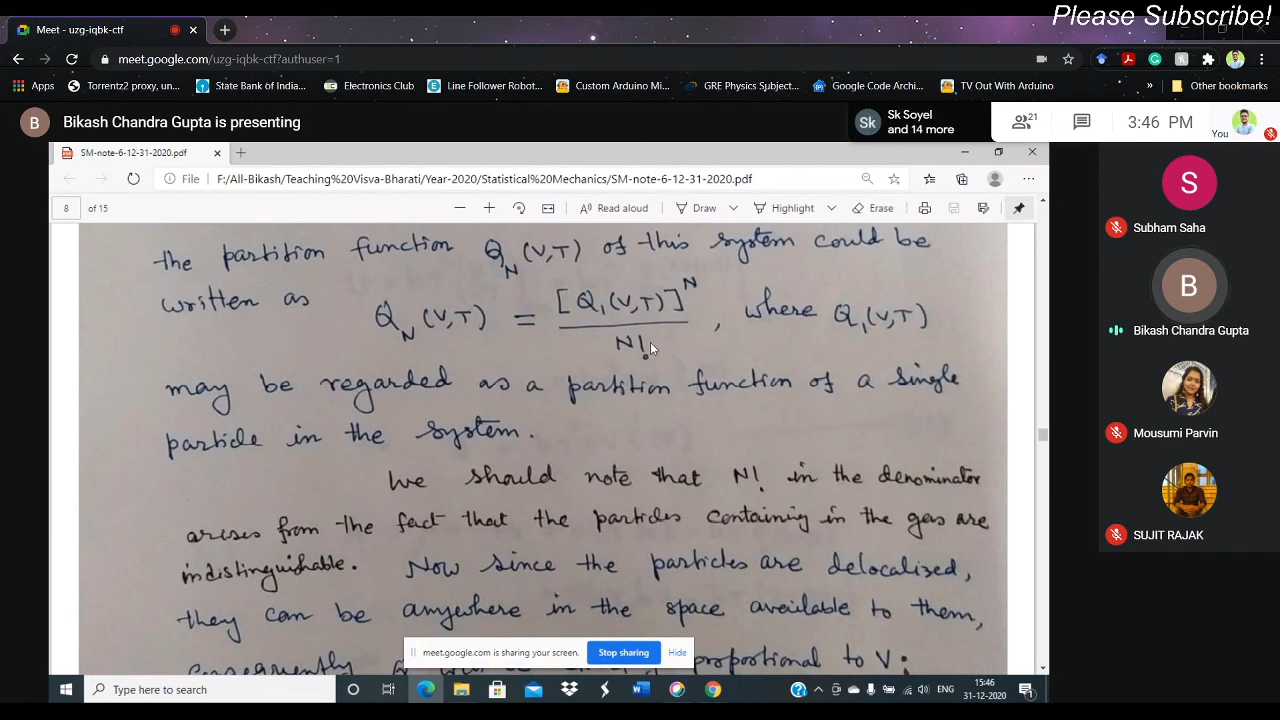 Please Subscribe!
Meet - uzg-iqbk-ctf
meet.google.com/uzg-iqbk-ctf?authuser=1
Apps Torrentz2 proxy, un... State Bank of India... Electronics Club Line Follower Robot... Custom Arduino Mi... GRE Physics Subject... Google Code Archi... TV Out With Arduino » Other bookmarks
B Bikash Chandra Gupta is presenting
Sk Sk Soyel
and 14 more
21
3:46 PM
You
SM-note-6-12-31-2020.pdf
File F:/All-Bikash/Teaching%20Visva-Bharati/Year-2020/Statistical%20Mechanics/SM-note-6-12-31-2020.pdf
8 of 15 Read aloud Draw Highlight Erase
the partition function Q_N (V,T) of this system could be
written as Q_N (V,T) = [Q_1(V,T)]^N / N! , where Q_1(V,T)
may be regarded as a partition function of a single
particle in the system.
We should note that N! in the denominator
arises from the fact that the particles containing in the gas are
indistinguishable. Now since the particles are delocalised,
they can be anywhere in the space available to them,
consequently proportional to V;
S
Subham Saha
B
Bikash Chandra Gupta
Mousumi Parvin
SUJIT RAJAK
meet.google.com is sharing your screen. Stop sharing Hide
Type here to search
ENG
15:46
31-12-2020